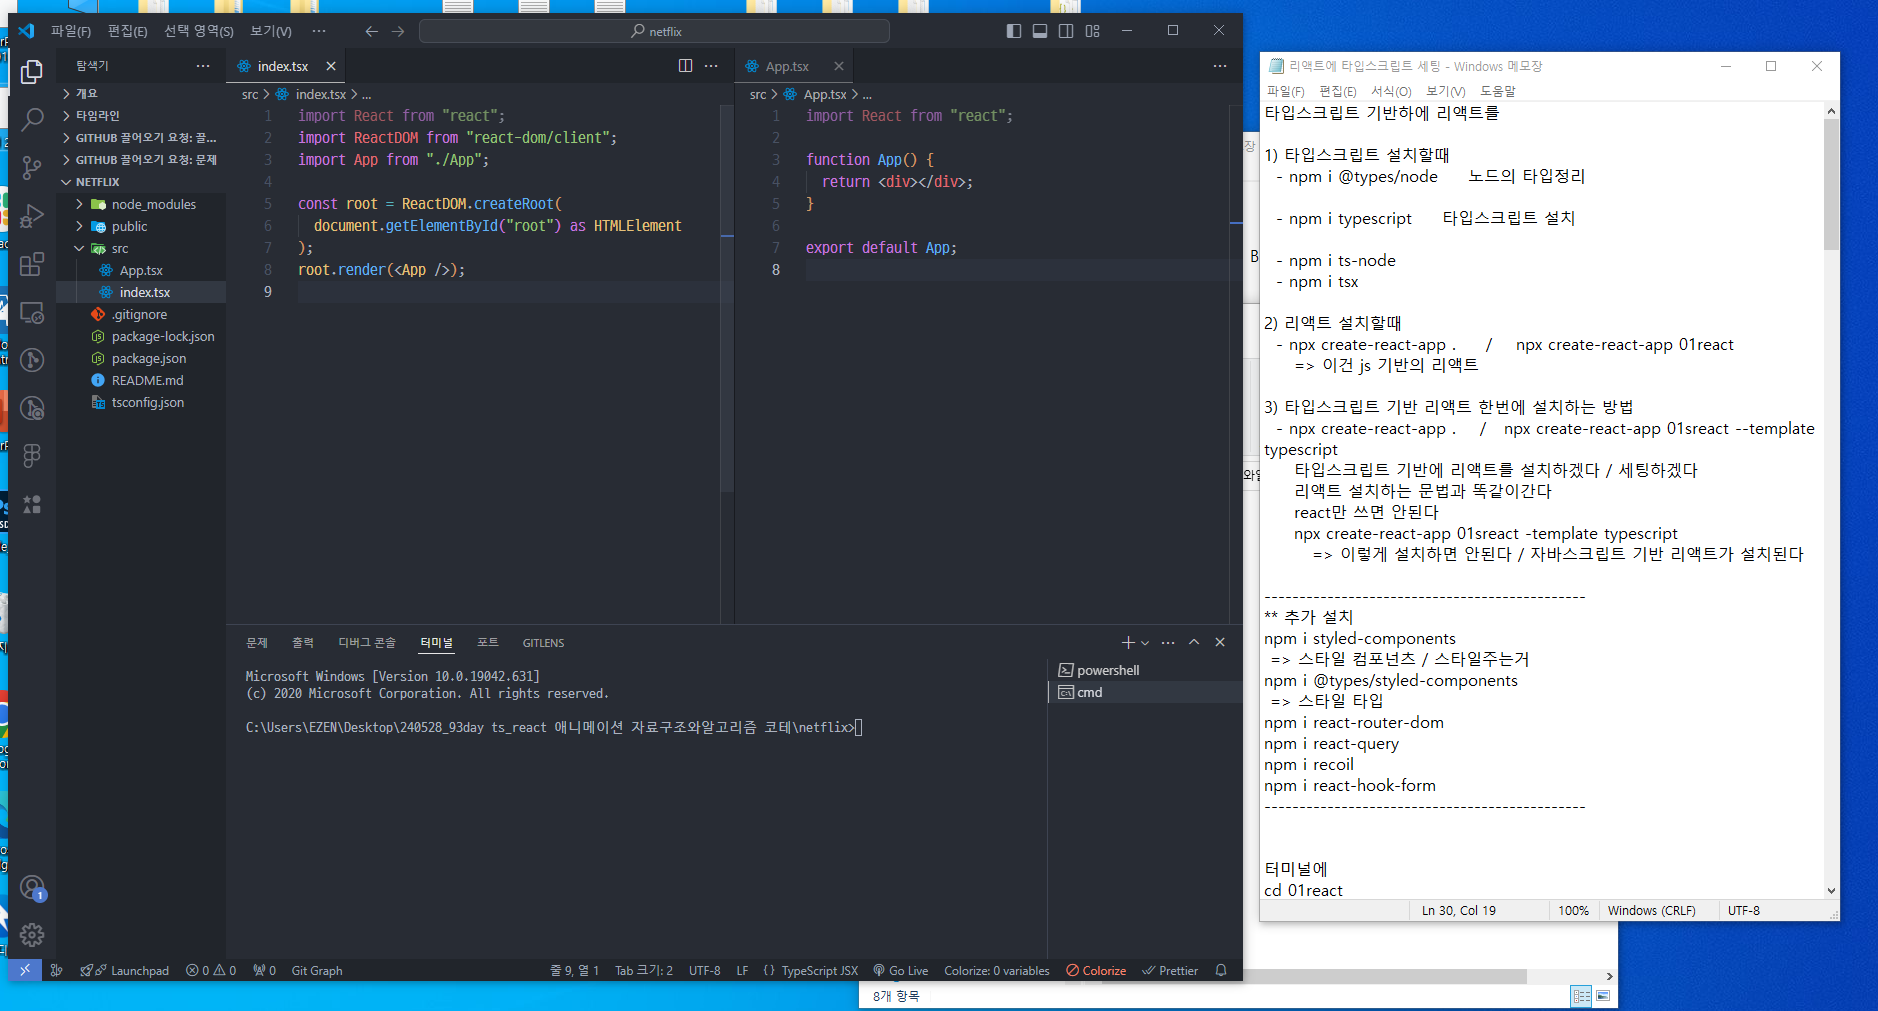 파일(F) 편집(E) 선택 영역(S) 보기(V) ··· netflix
탐색기
개요
타임라인
GITHUB 끌어오기 요청: 끌...
GITHUB 끌어오기 요청: 문제
NETFLIX
node_modules
public
src
App.tsx
index.tsx
.gitignore
package-lock.json
package.json
README.md
tsconfig.json
1
index.tsx
src > index.tsx > ...
1 import React from "react";
2 import ReactDOM from "react-dom/client";
3 import App from "./App";
4
5 const root = ReactDOM.createRoot(
6 document.getElementById("root") as HTMLElement
7 );
8 root.render(<App />);
9
App.tsx
src > App.tsx > ...
1 import React from "react";
2
3 function App() {
4 return <div></div>;
5 }
6
7 export default App;
8
문제 출력 디버그 콘솔 터미널 포트 GITLENS
Microsoft Windows [Version 10.0.19042.631]
(c) 2020 Microsoft Corporation. All rights reserved.
C:\Users\EZEN\Desktop\240528_93day ts_react 애니메이션 자료구조와알고리즘 코테\netflix>
powershell
cmd
Launchpad 0 0 0 Git Graph 줄 9, 열 1 Tab 크기: 2 UTF-8 LF {} TypeScript JSX Go Live Colorize: 0 variables Colorize Prettier
리액트에 타입스크립트 세팅 - Windows 메모장
파일(F) 편집(E) 서식(O) 보기(V) 도움말
타입스크립트 기반하에 리액트를
1) 타입스크립트 설치할때
- npm i @types/node 노드의 타입정리
- npm i typescript 타입스크립트 설치
- npm i ts-node
- npm i tsx
2) 리액트 설치할때
- npx create-react-app . / npx create-react-app 01react
=> 이건 js 기반의 리액트
3) 타입스크립트 기반 리액트 한번에 설치하는 방법
- npx create-react-app . / npx create-react-app 01sreact --template
typescript
타입스크립트 기반에 리액트를 설치하겠다 / 세팅하겠다
리액트 설치하는 문법과 똑같이간다
react만 쓰면 안된다
npx create-react-app 01sreact -template typescript
=> 이렇게 설치하면 안된다 / 자바스크립트 기반 리액트가 설치된다
----------------------------------------------
** 추가 설치
npm i styled-components
=> 스타일 컴포넌츠 / 스타일주는거
npm i @types/styled-components
=> 스타일 타입
npm i react-router-dom
npm i react-query
npm i recoil
npm i react-hook-form
----------------------------------------------
터미널에
cd 01react
Ln 30, Col 19 100% Windows (CRLF) UTF-8
8개 항목